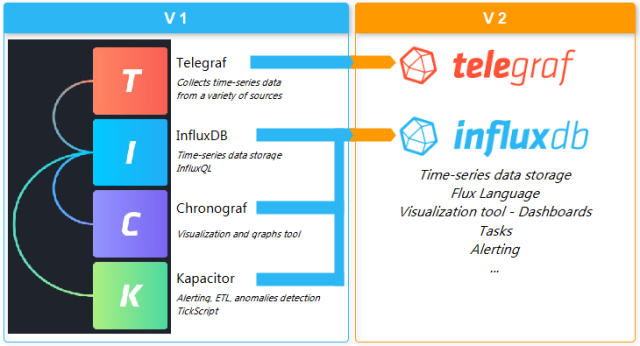 V 1
V 2
T
Telegraf
Collects time-series data
from a variety of sources
telegraf
I
InfluxDB
Time-series data storage
InfluxQL
influxdb
C
Chronograf
Visualization and graphs tool
K
Kapacitor
Alerting, ETL, anomalies detection
TickScript
Time-series data storage
Flux Language
Visualization tool - Dashboards
Tasks
Alerting
...